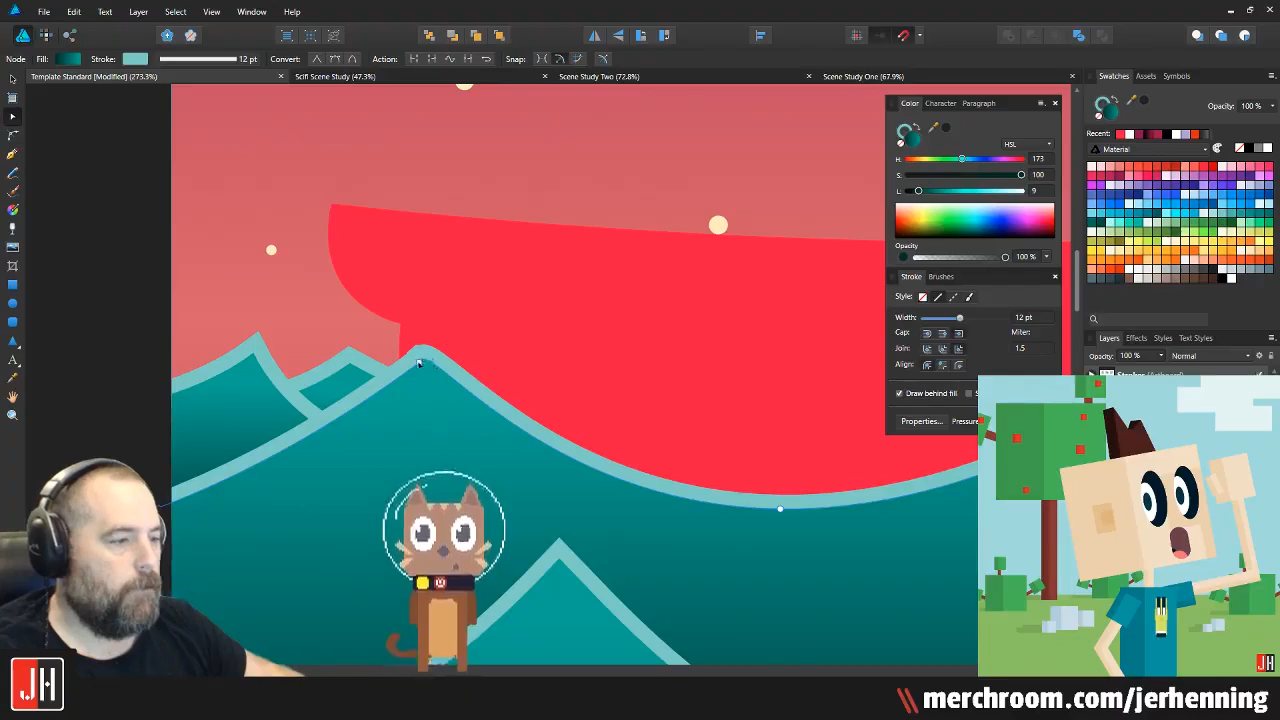 File Edit Text Layer Select View Window Help
Node Fill: Stroke: 12 pt Convert: Action: Snap:
Template Standard [Modified] (273.3%) × Scifi Scene Study (47.3%) × Scene Study Two (72.8%) × Scene Study One (67.9%) ×
Swatches Assets Symbols
Opacity: 100 %
Recent:
Material
Color Character Paragraph
HSL
H: 173
S: 100
L: 9
Opacity
100 %
Stroke Brushes
Style:
Width: 12 pt
Cap: Miter:
Join: 1.5
Align:
Draw behind fill
Properties...
Layers Effects Styles Text Styles
Opacity: 100 % Normal
JH
JH
\\ merchroom.com/jerhenning